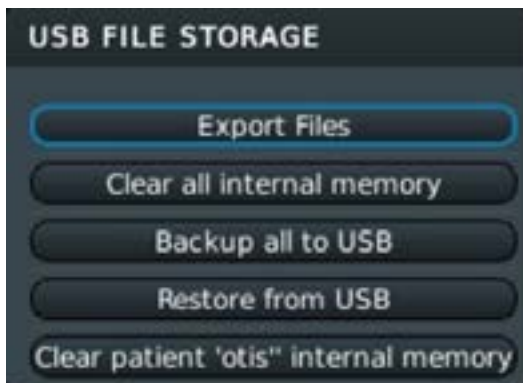 USB FILE STORAGE
Export Files
Clear all internal memory
Backup all to USB
Restore from USB
Clear patient 'otis'' internal memory